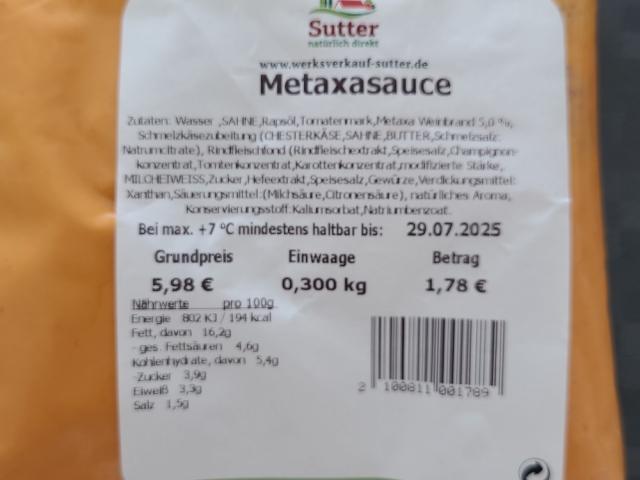 Sutter
natürlich direkt
www.werksverkauf-sutter.de
Metaxasauce
Zutaten: Wasser ,SAHNE,Rapsöl,Tomatenmark,Metaxa Weinbrand 5,0 %,
Schmelzkäsezubeitung (CHESTERKÄSE,SAHNE,BUTTER,Schmelzsalz:
Natrumcitrate), Rindfleischfond (Rindfleischextrakt,Speisesalz,Champignon-
konzentrat,Tomtenkonzentrat,Karottenkonzentrat,modifizierte Stärke,
MILCHEIWEISS,Zucker,Hefeextrakt,Speisesalz,Gewürze,Verdickungsmittel:
Xanthan,Säuerungsmittel:(Milchsäure,Citronensäure), natürliches Aroma,
Konservierungsstoff:Kaliumsorbat,Natriumbenzoat.
Bei max. +7 °C mindestens haltbar bis: 29.07.2025
Grundpreis Einwaage Betrag
5,98 € 0,300 kg 1,78 €
Nährwerte pro 100g
Energie 802 KJ / 194 kcal
Fett, davon 16,2g
- ges. Fettsäuren 4,6g
Kohlenhydrate, davon 5,4g
-Zucker 3,9g
Eiweiß 3,3g
Salz 1,5g
2 100811 001789